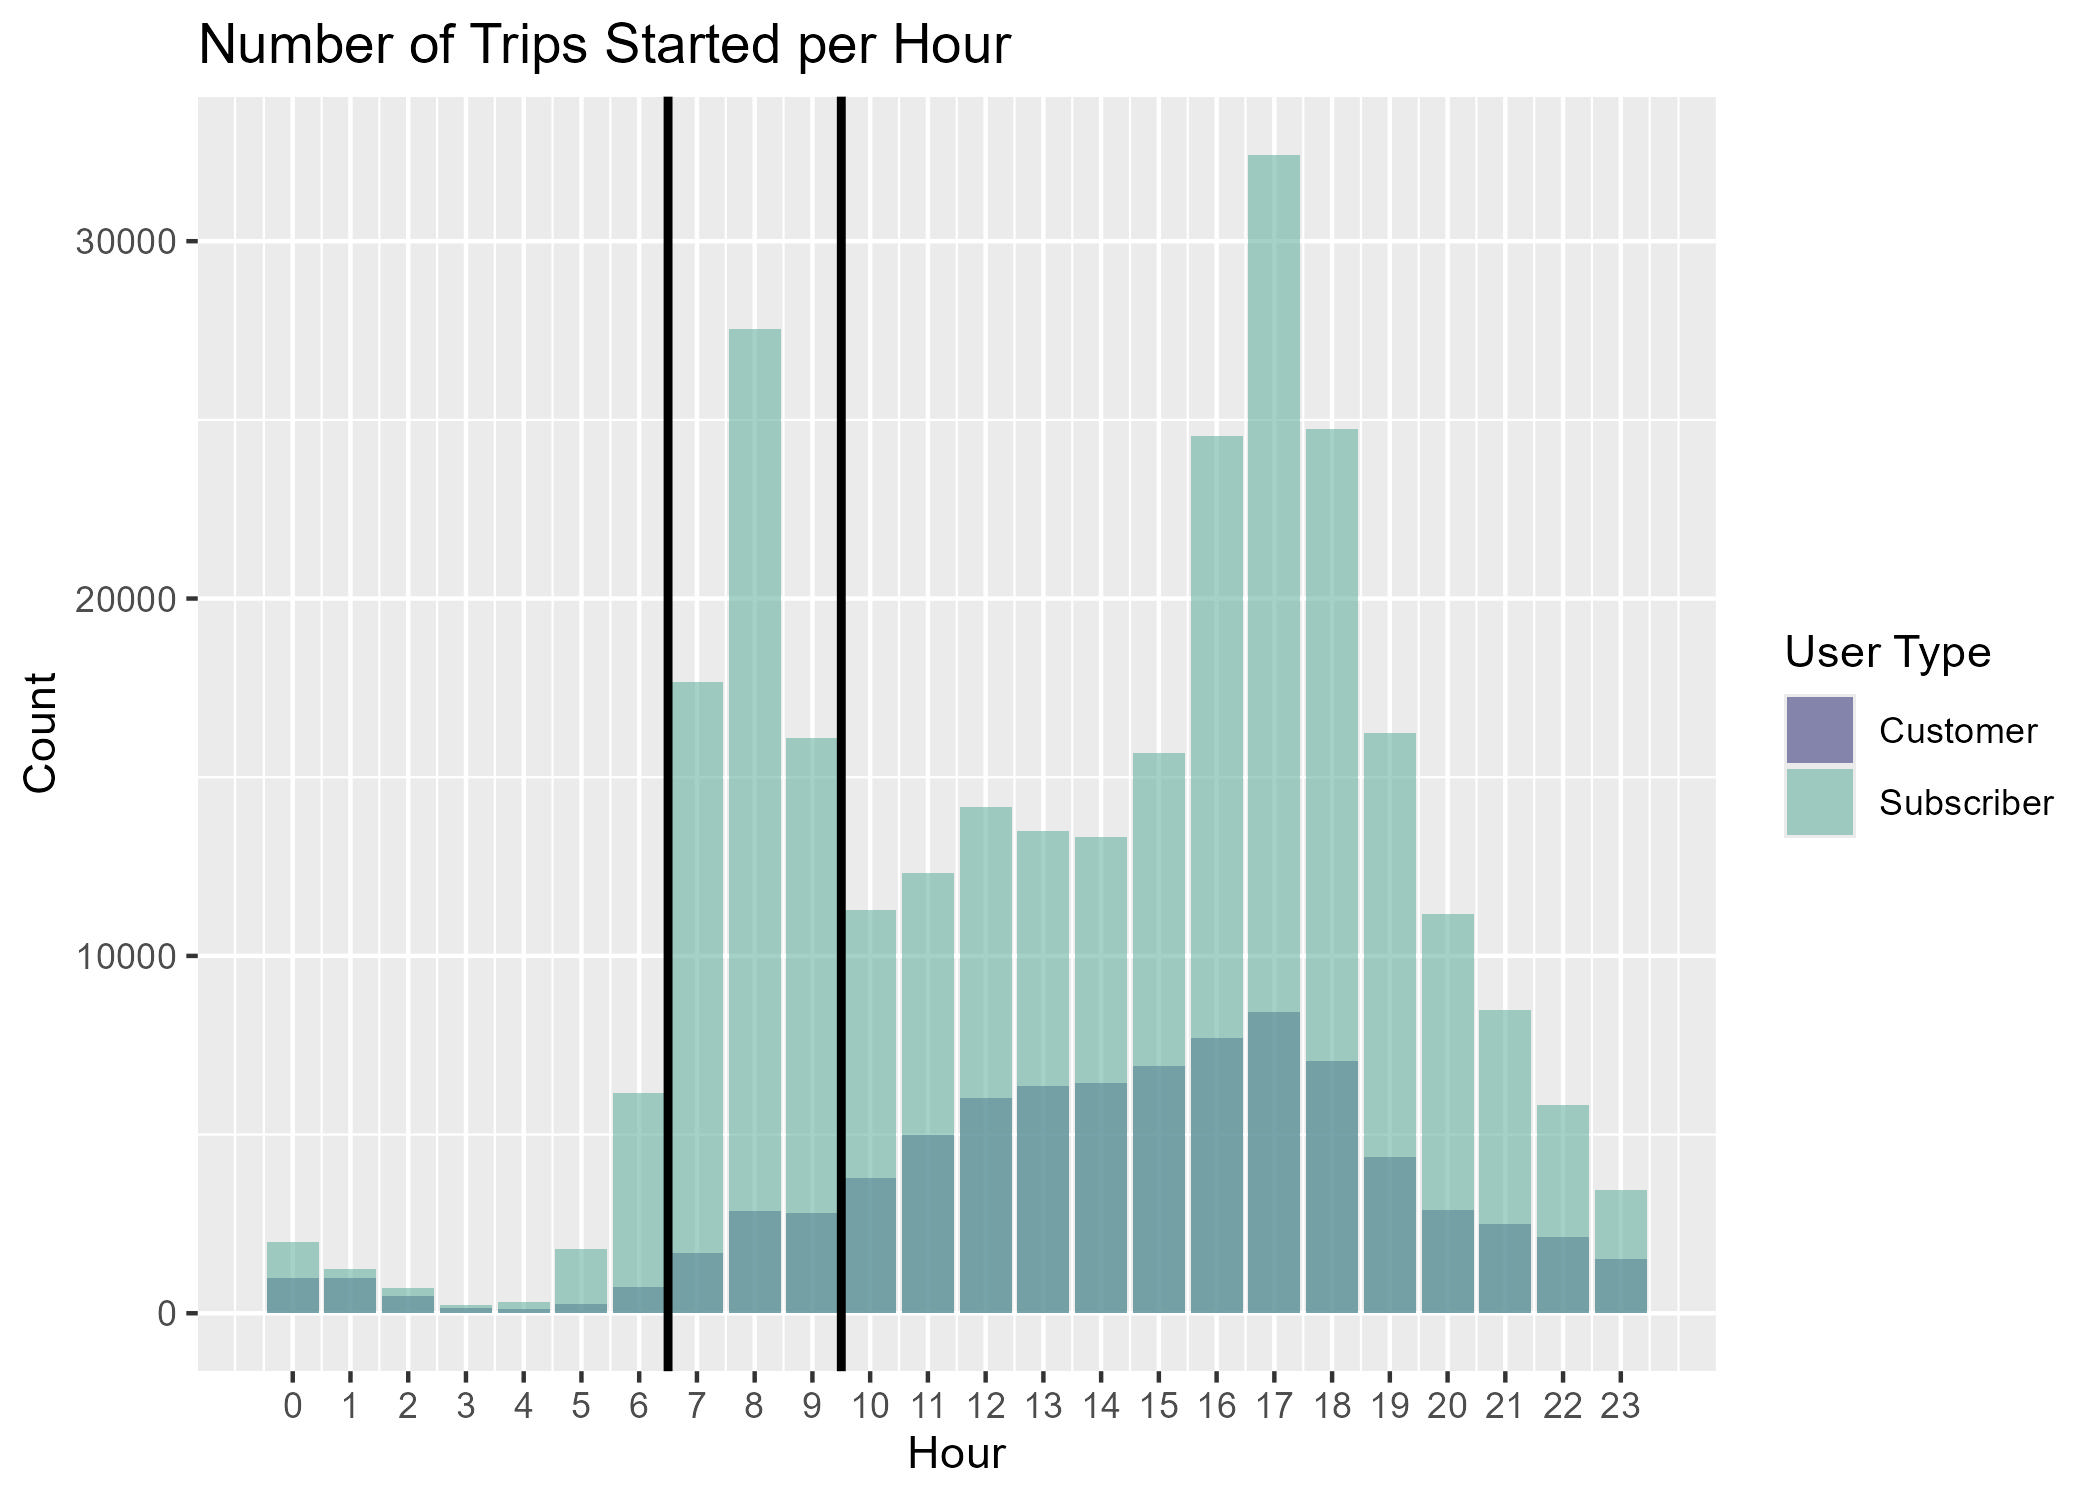 Number of Trips Started per Hour
30000
20000
10000
0
Count
0 1 2 3 4 5 6 7 8 9 10 11 12 13 14 15 16 17 18 19 20 21 22 23
Hour
User Type
Customer
Subscriber